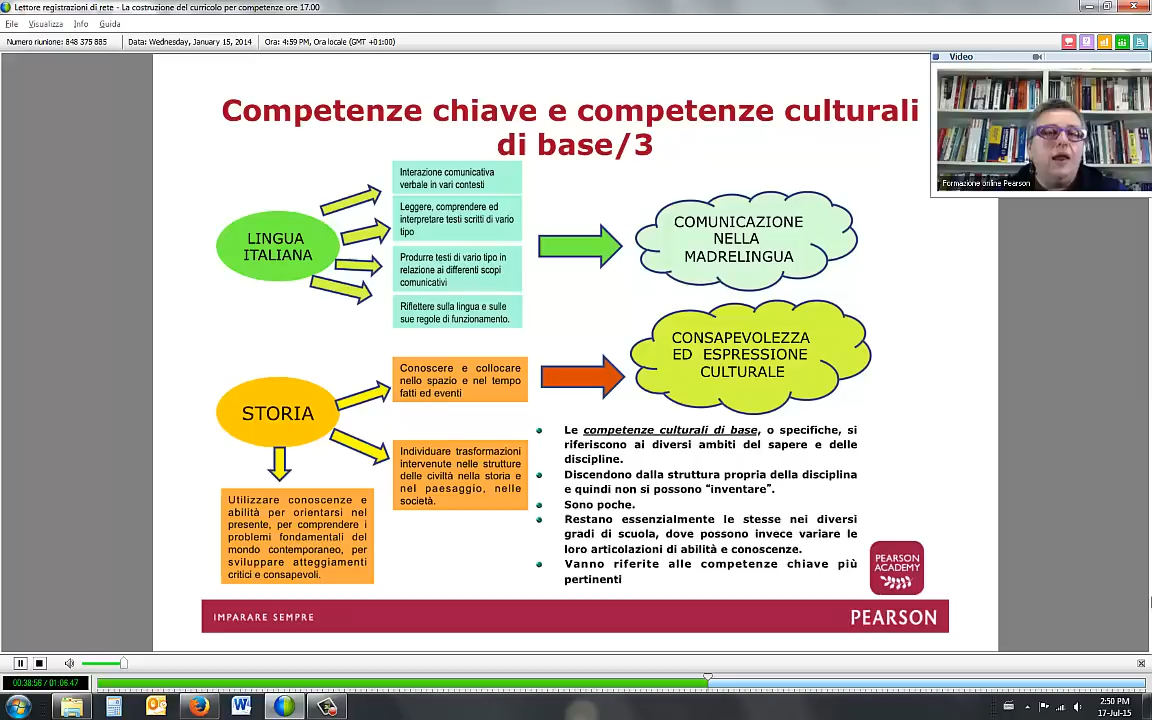 Lettore registrazioni di rete - La costruzione del curricolo per competenze ore 17.00
File Visualizza Info Guida
Numero riunione: 848 375 885 Data: Wednesday, January 15, 2014 Ora: 4:59 PM, Ora locale (GMT +01:00)
Video
Formazione online Pearson
Competenze chiave e competenze culturali
di base/3
LINGUA
ITALIANA
Interazione comunicativa
verbale in vari contesti
Leggere, comprendere ed
interpretare testi scritti di vario
tipo
Produrre testi di vario tipo in
relazione ai differenti scopi
comunicativi
Riflettere sulla lingua e sulle
sue regole di funzionamento.
COMUNICAZIONE
NELLA
MADRELINGUA
CONSAPEVOLEZZA
ED ESPRESSIONE
CULTURALE
STORIA
Conoscere e collocare
nello spazio e nel tempo
fatti ed eventi
Individuare trasformazioni
intervenute nelle strutture
delle civiltà nella storia e
nel paesaggio, nelle
società.
Utilizzare conoscenze e
abilità per orientarsi nel
presente, per comprendere i
problemi fondamentali del
mondo contemporaneo, per
sviluppare atteggiamenti
critici e consapevoli.
Le competenze culturali di base, o specifiche, si
riferiscono ai diversi ambiti del sapere e delle
discipline.
Discendono dalla struttura propria della disciplina
e quindi non si possono “inventare”.
Sono poche.
Restano essenzialmente le stesse nei diversi
gradi di scuola, dove possono invece variare le
loro articolazioni di abilità e conoscenze.
Vanno riferite alle competenze chiave più
pertinenti
PEARSON
ACADEMY
IMPARARE SEMPRE
PEARSON
00:38:56 / 01:06:47
2:50 PM
17-Jul-15